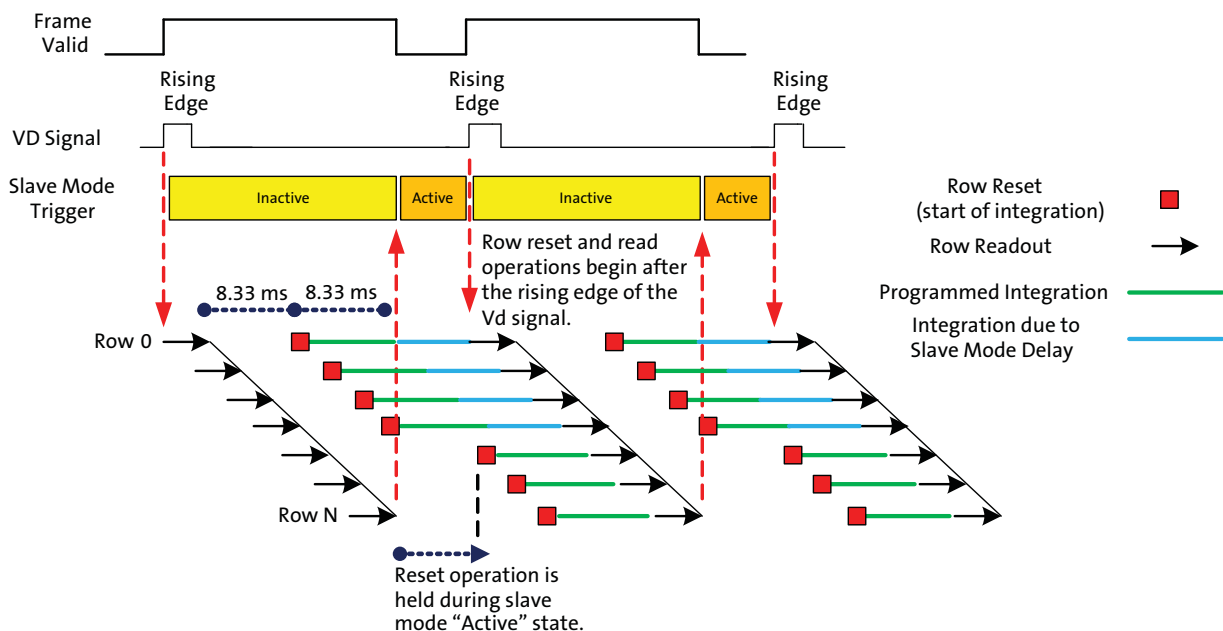 Frame
Valid
Rising
Edge
Rising
Edge
Rising
Edge
VD Signal
Slave Mode
Trigger
Inactive
Active
Inactive
Active
Row Reset
(start of integration)
Row Readout
Programmed Integration
Integration due to
Slave Mode Delay
Row reset and read
operations begin after
the rising edge of the
Vd signal.
8.33 ms
8.33 ms
Row 0
Row N
Reset operation is
held during slave
mode “Active” state.